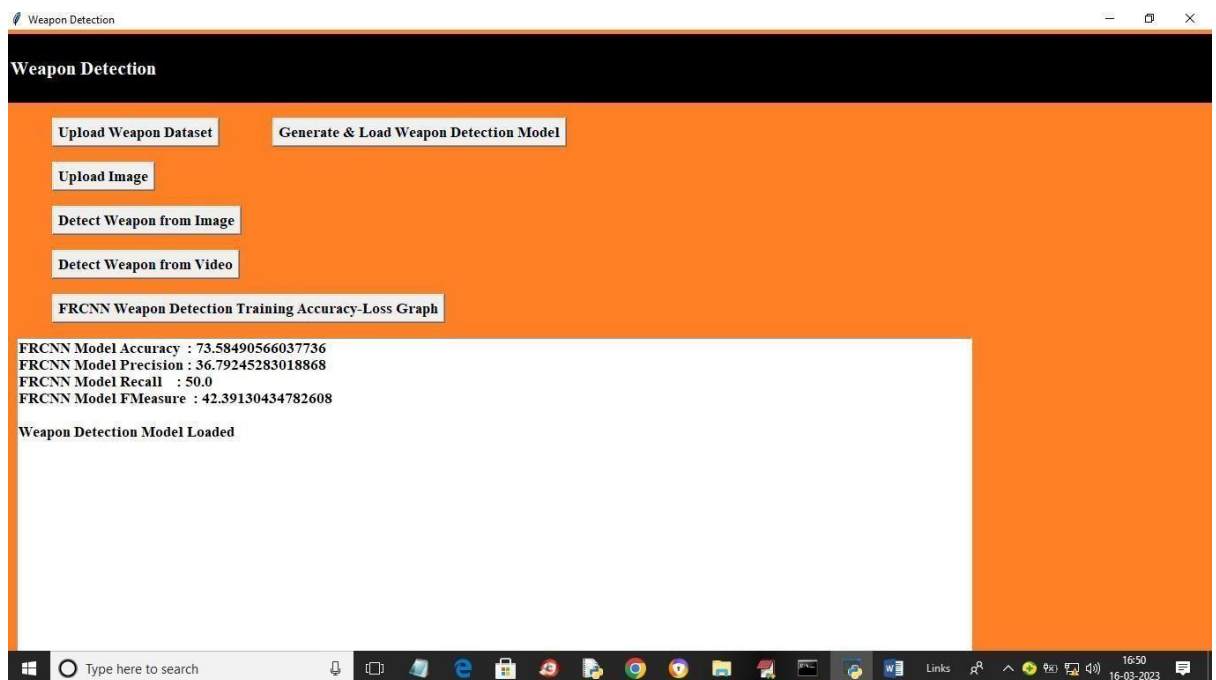 Weapon Detection
Weapon Detection
Upload Weapon Dataset Generate & Load Weapon Detection Model
Upload Image
Detect Weapon from Image
Detect Weapon from Video
FRCNN Weapon Detection Training Accuracy-Loss Graph
FRCNN Model Accuracy : 73.58490566037736
FRCNN Model Precision : 36.79245283018868
FRCNN Model Recall : 50.0
FRCNN Model FMeasure : 42.39130434782608
Weapon Detection Model Loaded
Type here to search Links 16:50
16-03-2023